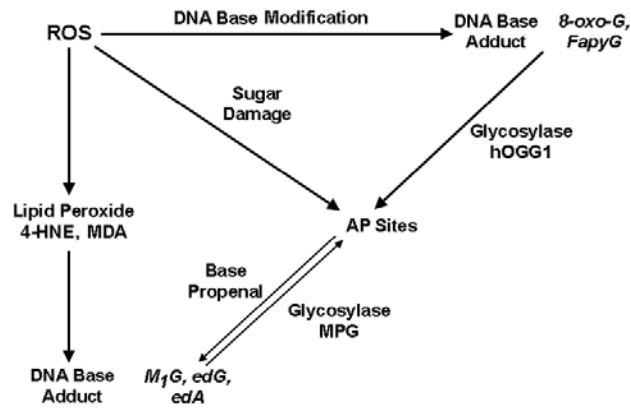 ROS
DNA Base Modification
DNA Base
Adduct
8-oxo-G,
FapyG
Sugar
Damage
Glycosylase
hOGG1
Lipid Peroxide
4-HNE, MDA
AP Sites
Base
Propenal
Glycosylase
MPG
DNA Base
Adduct
M1G, edG,
edA